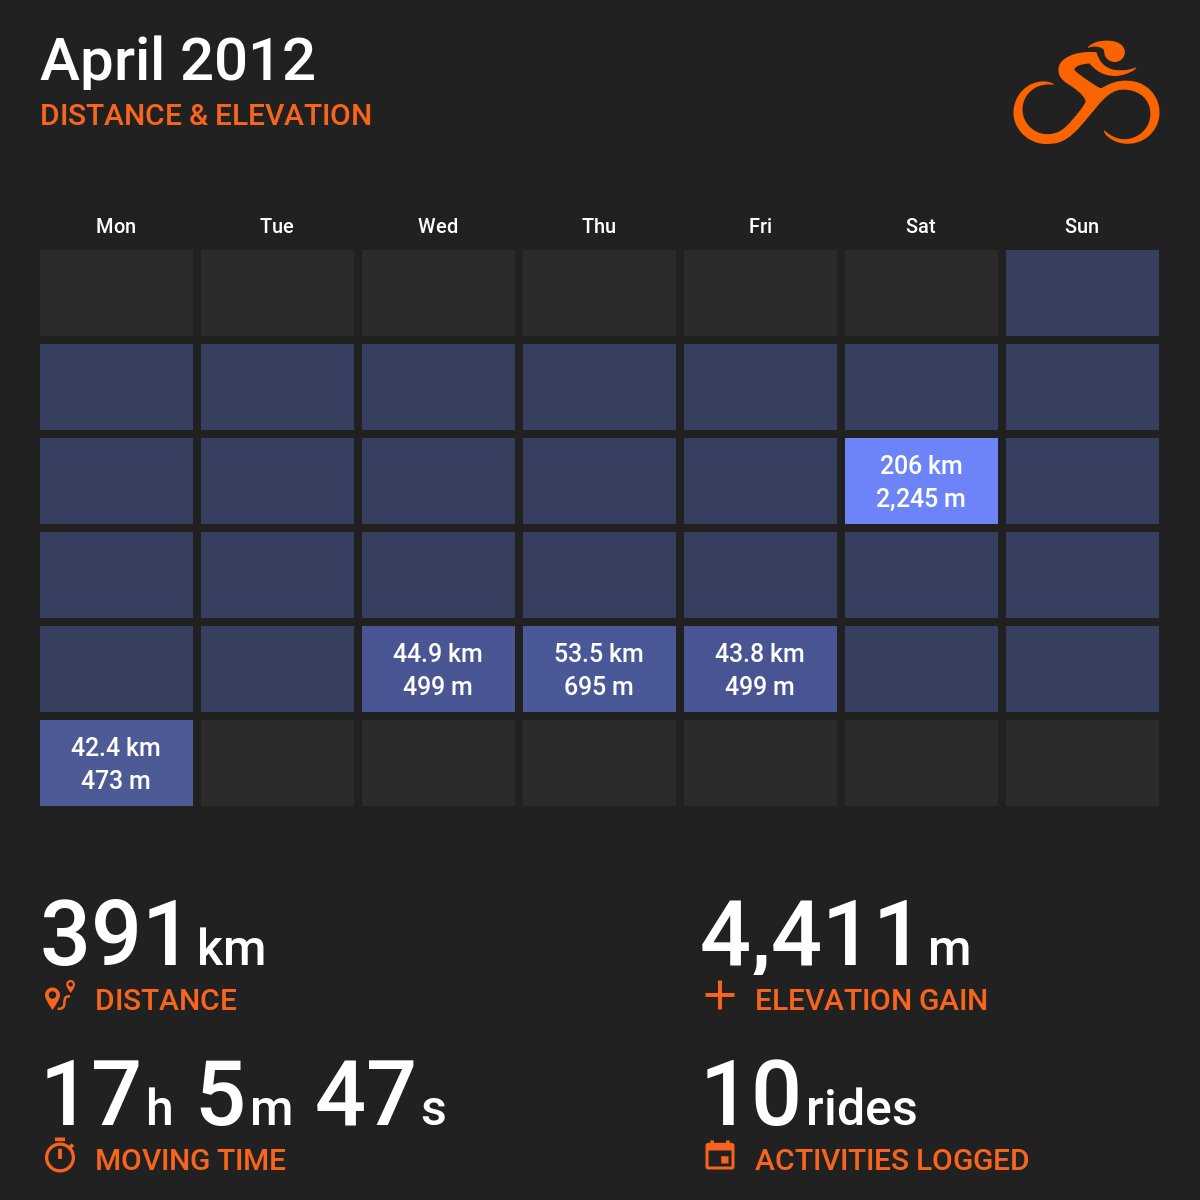 April 2012
DISTANCE & ELEVATION
Mon Tue Wed Thu Fri Sat Sun
206 km
2,245 m
44.9 km 53.5 km 43.8 km
499 m 695 m 499 m
42.4 km
473 m
391 km 4,411 m
DISTANCE ELEVATION GAIN
17h 5m 47s 10 rides
MOVING TIME ACTIVITIES LOGGED